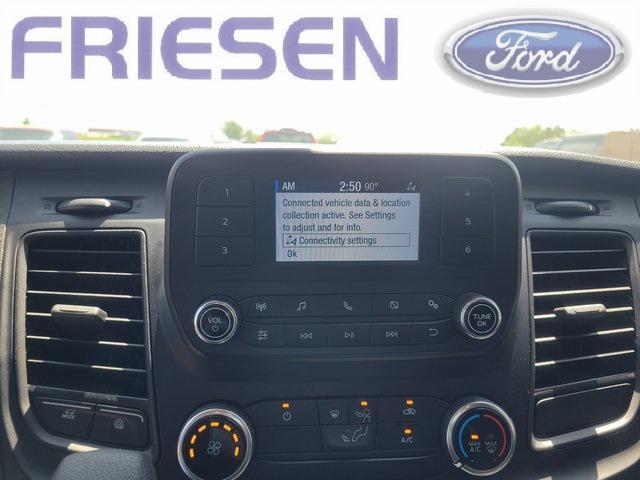 FRIESEN Ford
AM 2:50 90°
Connected vehicle data & location
collection active. See Settings
to adjust and for info.
Connectivity settings
Ok
1 4
2 5
3 6
VOL
TUNE
OK
MODE
A/C
MAX
A/C
MAX